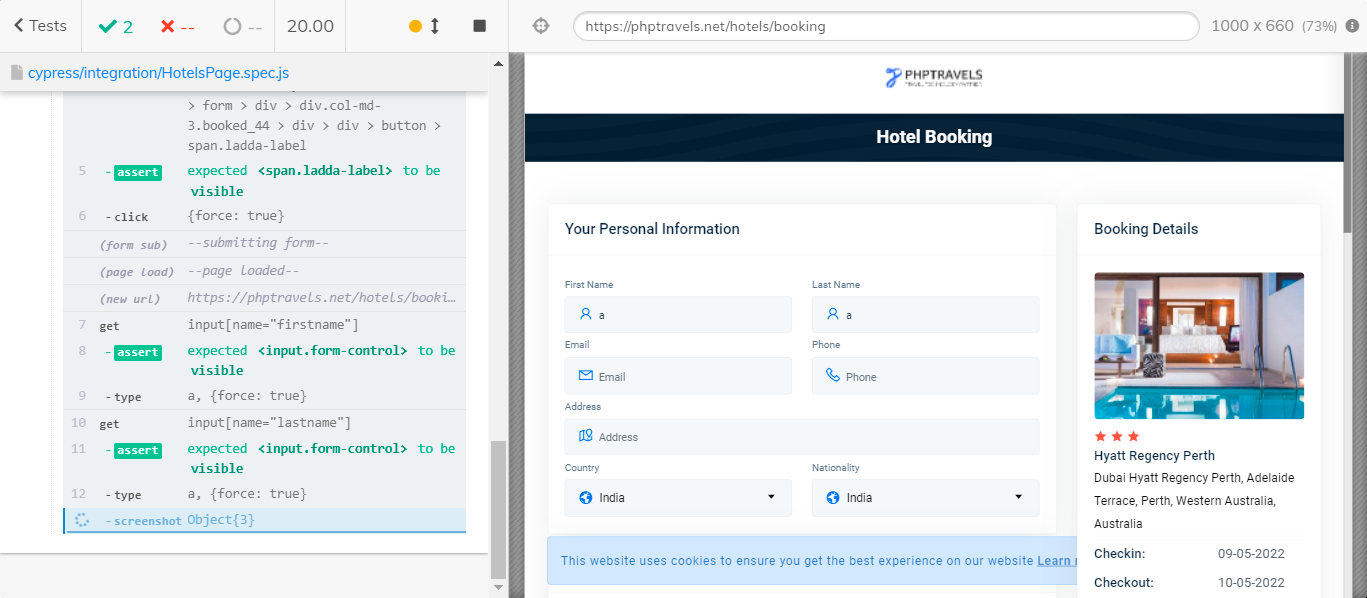 Tests
2
--
--
20.00
https://phptravels.net/hotels/booking
1000 x 660 (73%)
cypress/integration/HotelsPage.spec.js
> form > div > div.col-md-
3.booked_44 > div > div > button >
span.ladda-label
5 -assert expected <span.ladda-label> to be
visible
6 -click {force: true}
(form sub) --submitting form--
(page load) --page loaded--
(new url) https://phptravels.net/hotels/booki…
7 get input[name="firstname"]
8 -assert expected <input.form-control> to be
visible
9 -type a, {force: true}
10 get input[name="lastname"]
11 -assert expected <input.form-control> to be
visible
12 -type a, {force: true}
-screenshot Object{3}
PHPTRAVELS
Hotel Booking
Your Personal Information
First Name
Last Name
a
a
Email
Phone
Email
Phone
Address
Address
Country
Nationality
India
India
This website uses cookies to ensure you get the best experience on our website Learn
Booking Details
Hyatt Regency Perth
Dubai Hyatt Regency Perth, Adelaide
Terrace, Perth, Western Australia,
Australia
Checkin: 09-05-2022
Checkout: 10-05-2022